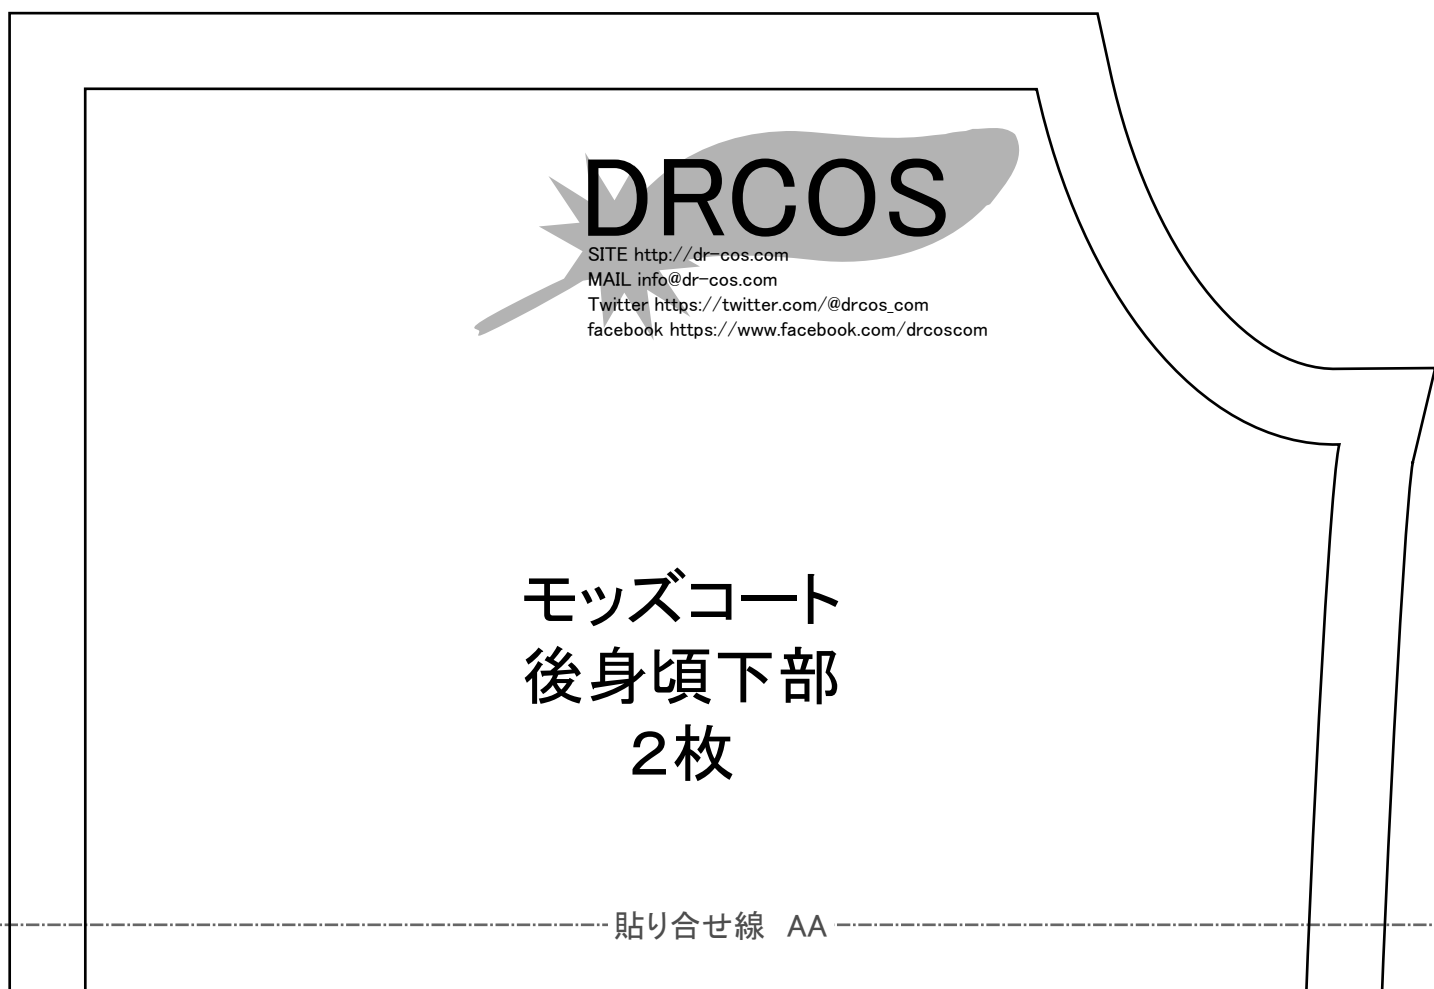 DRCOS
SITE http://dr-cos.com
MAIL info@dr-cos.com
Twitter https://twitter.com/@drcos_com
facebook https://www.facebook.com/drcoscom
モッズコート
後身頃下部
２枚
貼り合せ線　AA